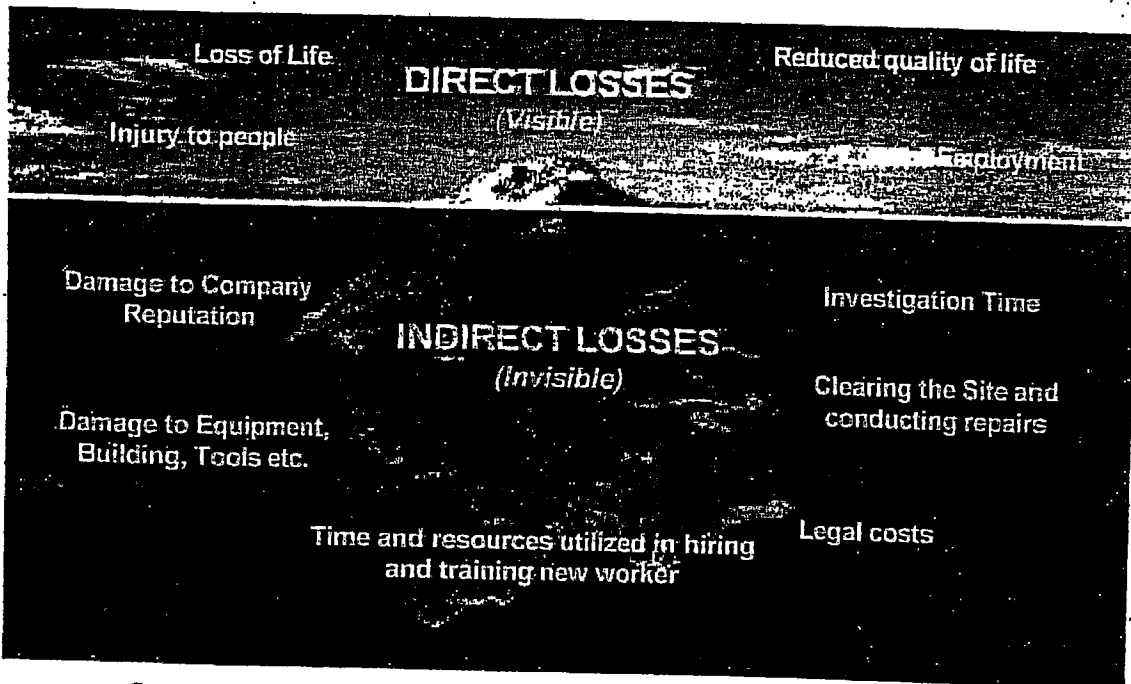 Loss of Life
Reduced quality of life
DIRECT LOSSES
(Visible)
Injury to people
Employment
Damage to Company
Reputation
Investigation Time
INDIRECT LOSSES
(Invisible)
Clearing the Site and
conducting repairs
Damage to Equipment,
Building, Tools etc.
Legal costs
Time and resources utilized in hiring
and training new worker